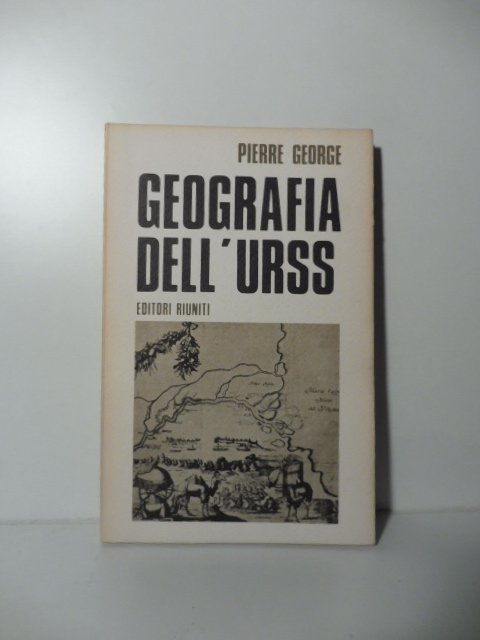 PIERRE GEORGE
GEOGRAFIA
DELL'URSS
EDITORI RIUNITI